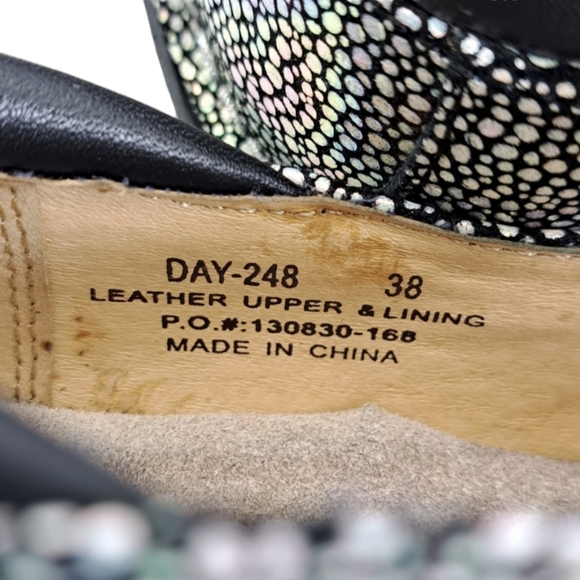 DAY-248 38
LEATHER UPPER & LINING
P.O.#:130830-168
MADE IN CHINA